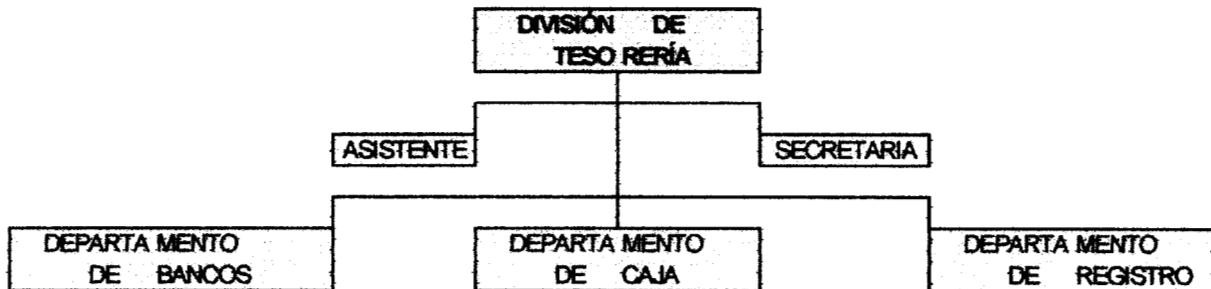 DIVISIÓN DE
TESO RERÍA
ASISTENTE
SECRETARIA
DEPARTA MENTO
DE BANCOS
DEPARTA MENTO
DE CAJA
DEPARTA MENTO
DE REGISTRO